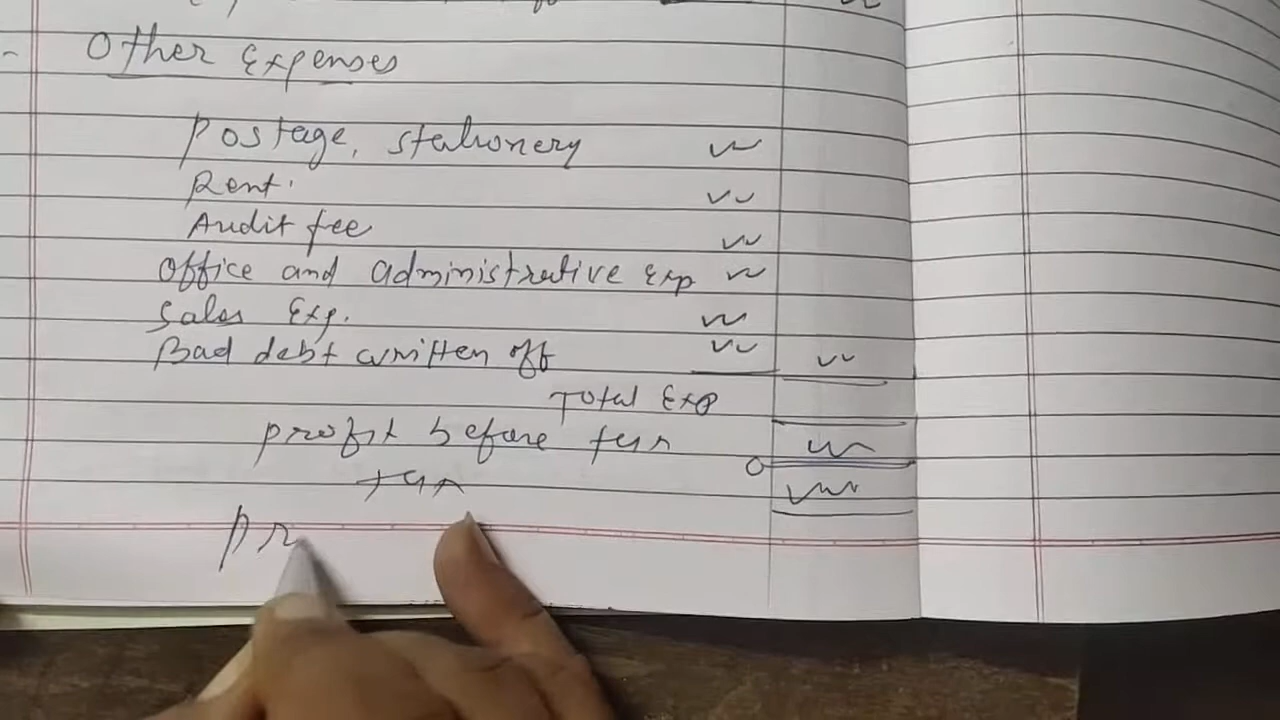 Other Expenses
Postage, stationery
Rent.
Audit fee
Office and administrative Exp
Sales Exp.
Bad debt written off
Total Exp
profit before tax
tax
pr